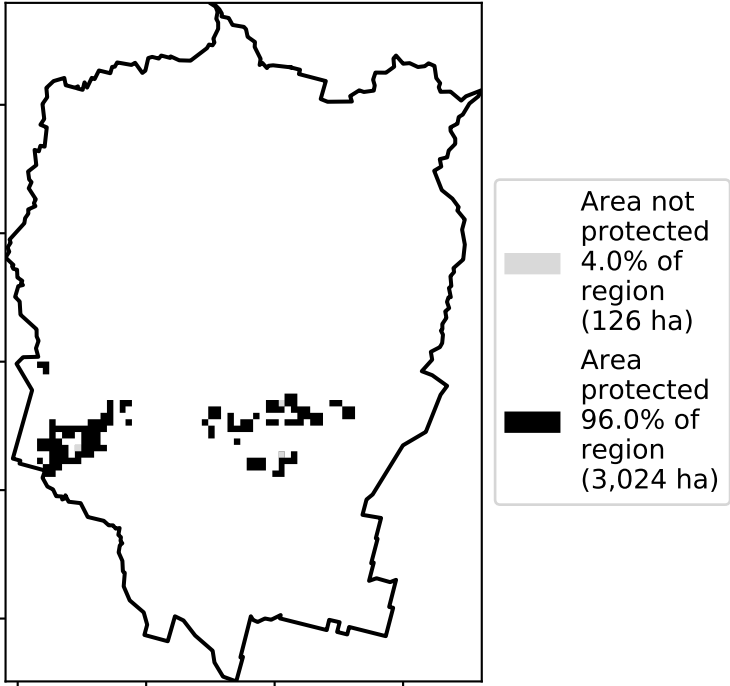 Area not
protected
4.0% of
region
(126 ha)
Area
protected
96.0% of
region
(3,024 ha)